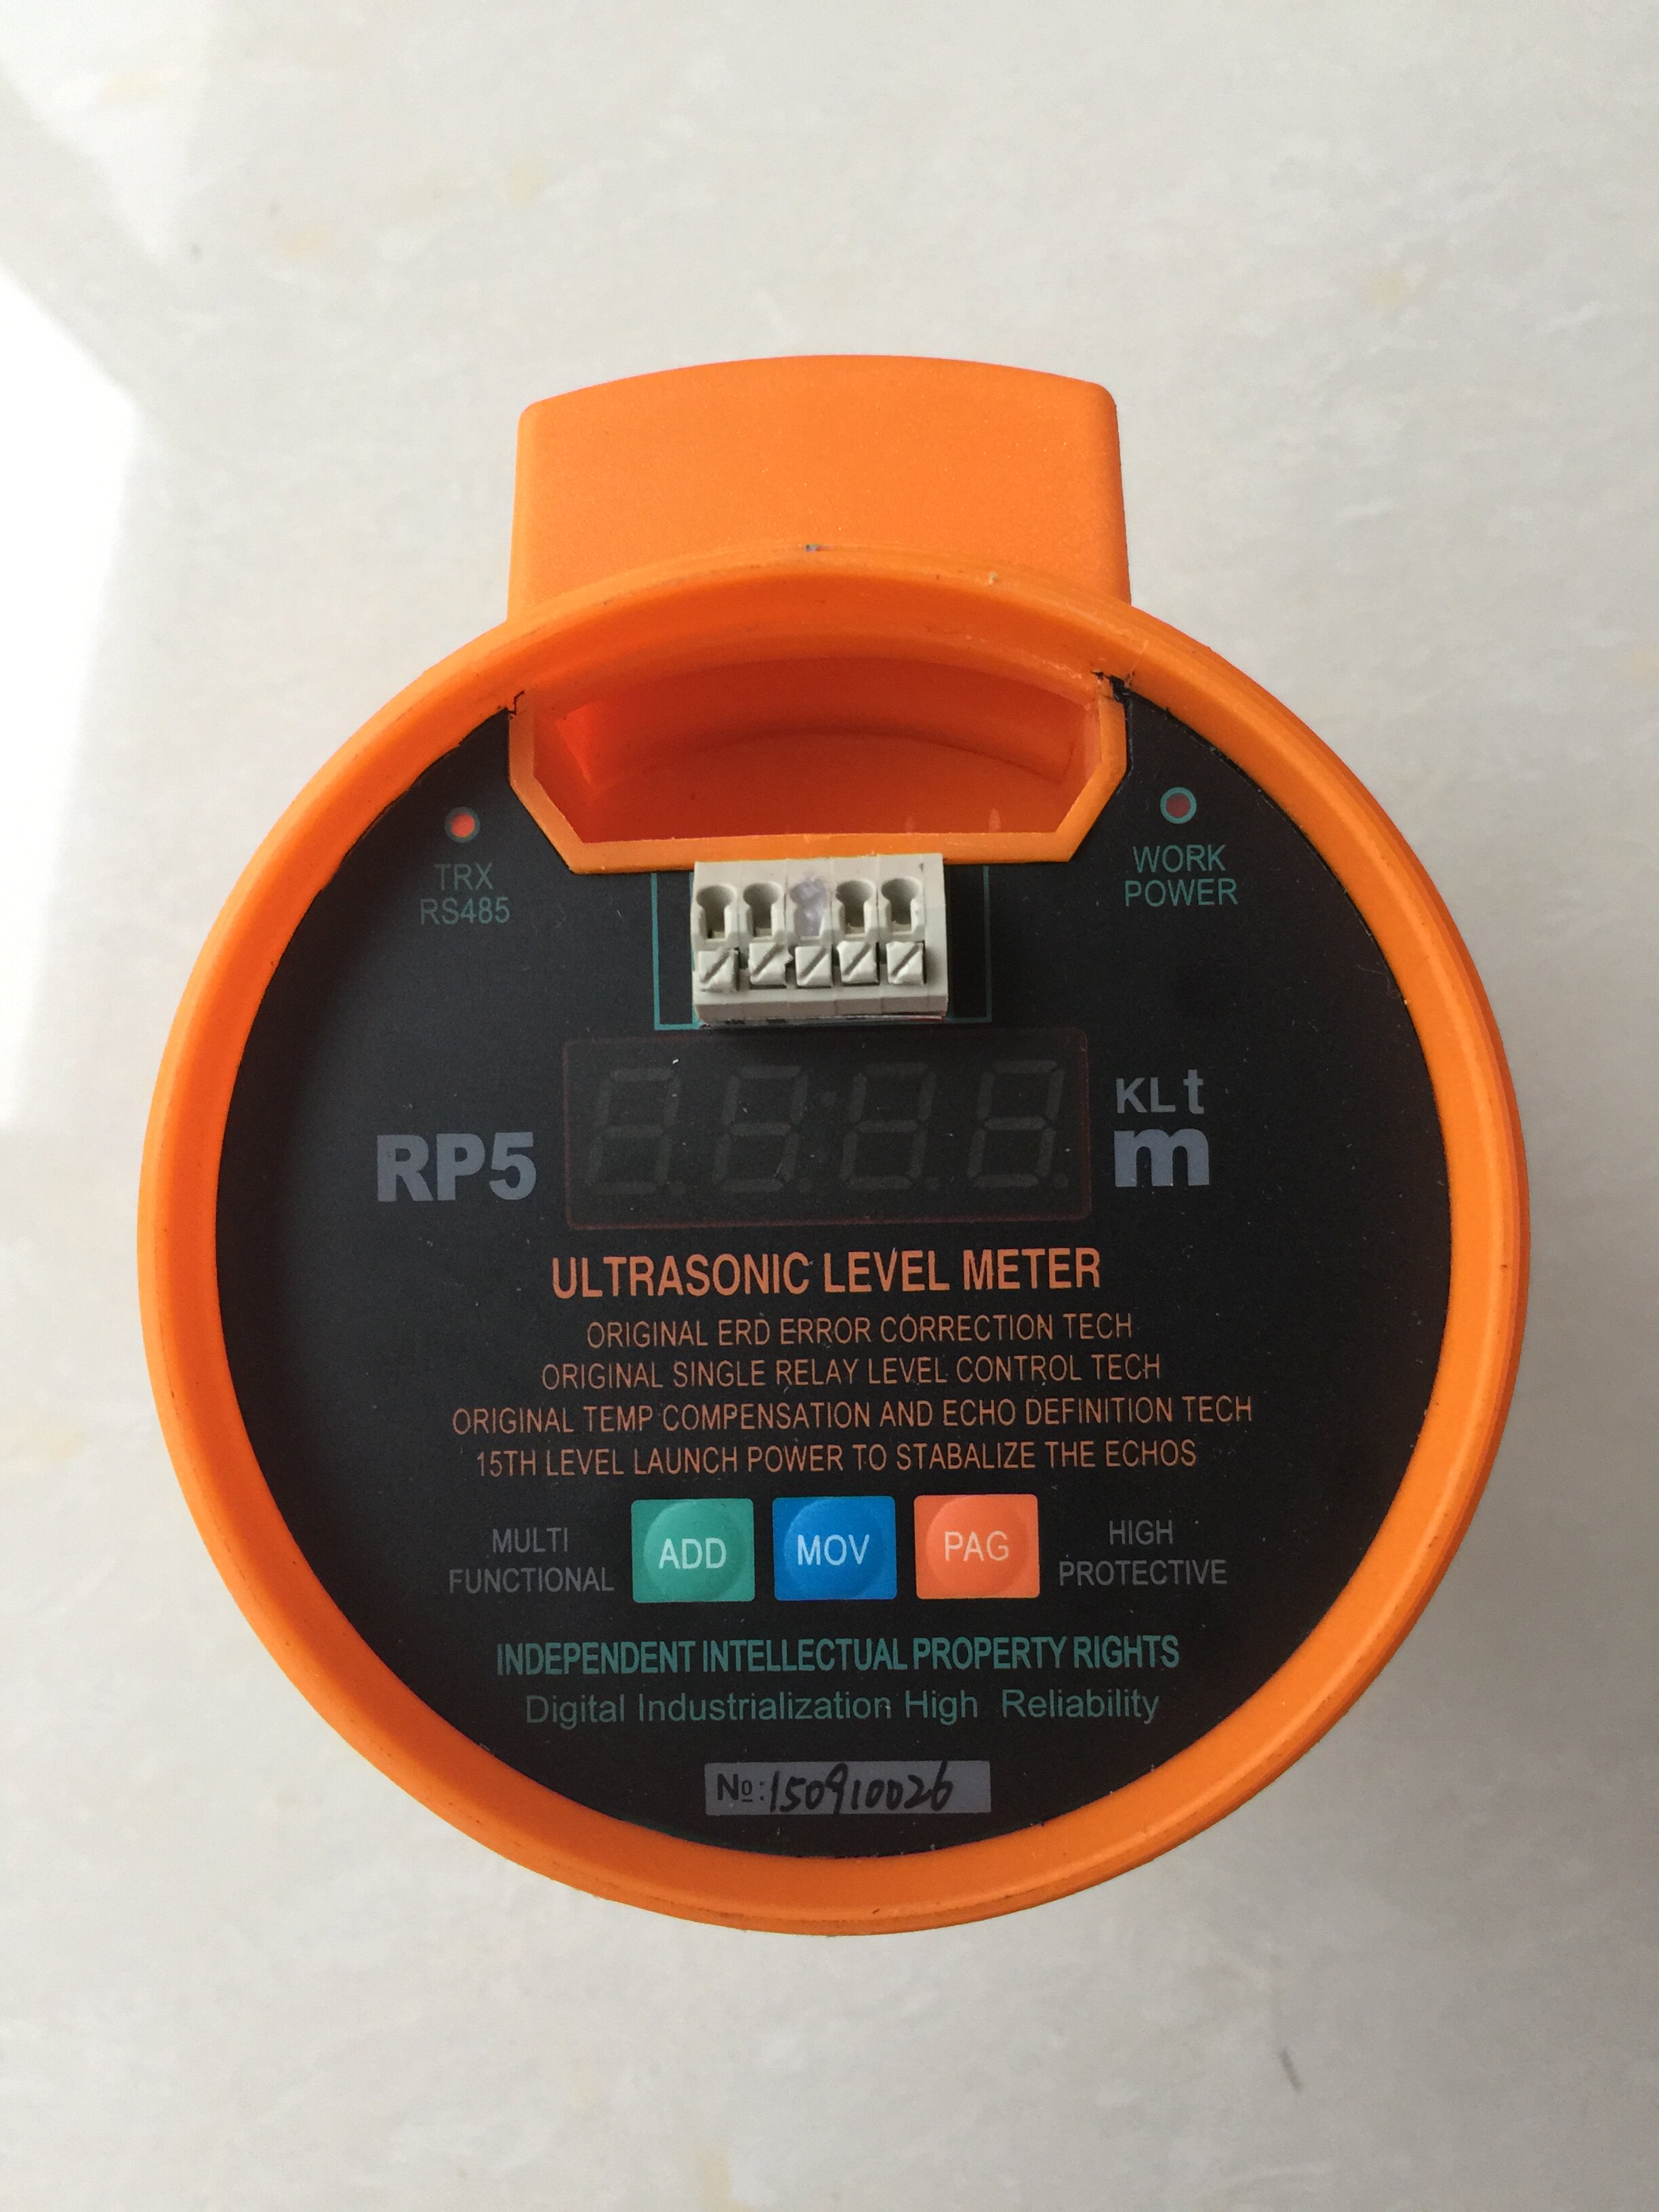 TRX
RS485
WORK
POWER
RP5
KL t
m
ULTRASONIC LEVEL METER
ORIGINAL ERD ERROR CORRECTION TECH
ORIGINAL SINGLE RELAY LEVEL CONTROL TECH
ORIGINAL TEMP COMPENSATION AND ECHO DEFINITION TECH
15TH LEVEL LAUNCH POWER TO STABALIZE THE ECHOS
MULTI
FUNCTIONAL
ADD MOV PAG
HIGH
PROTECTIVE
INDEPENDENT INTELLECTUAL PROPERTY RIGHTS
Digital Industrialization High Reliability
№:150910026